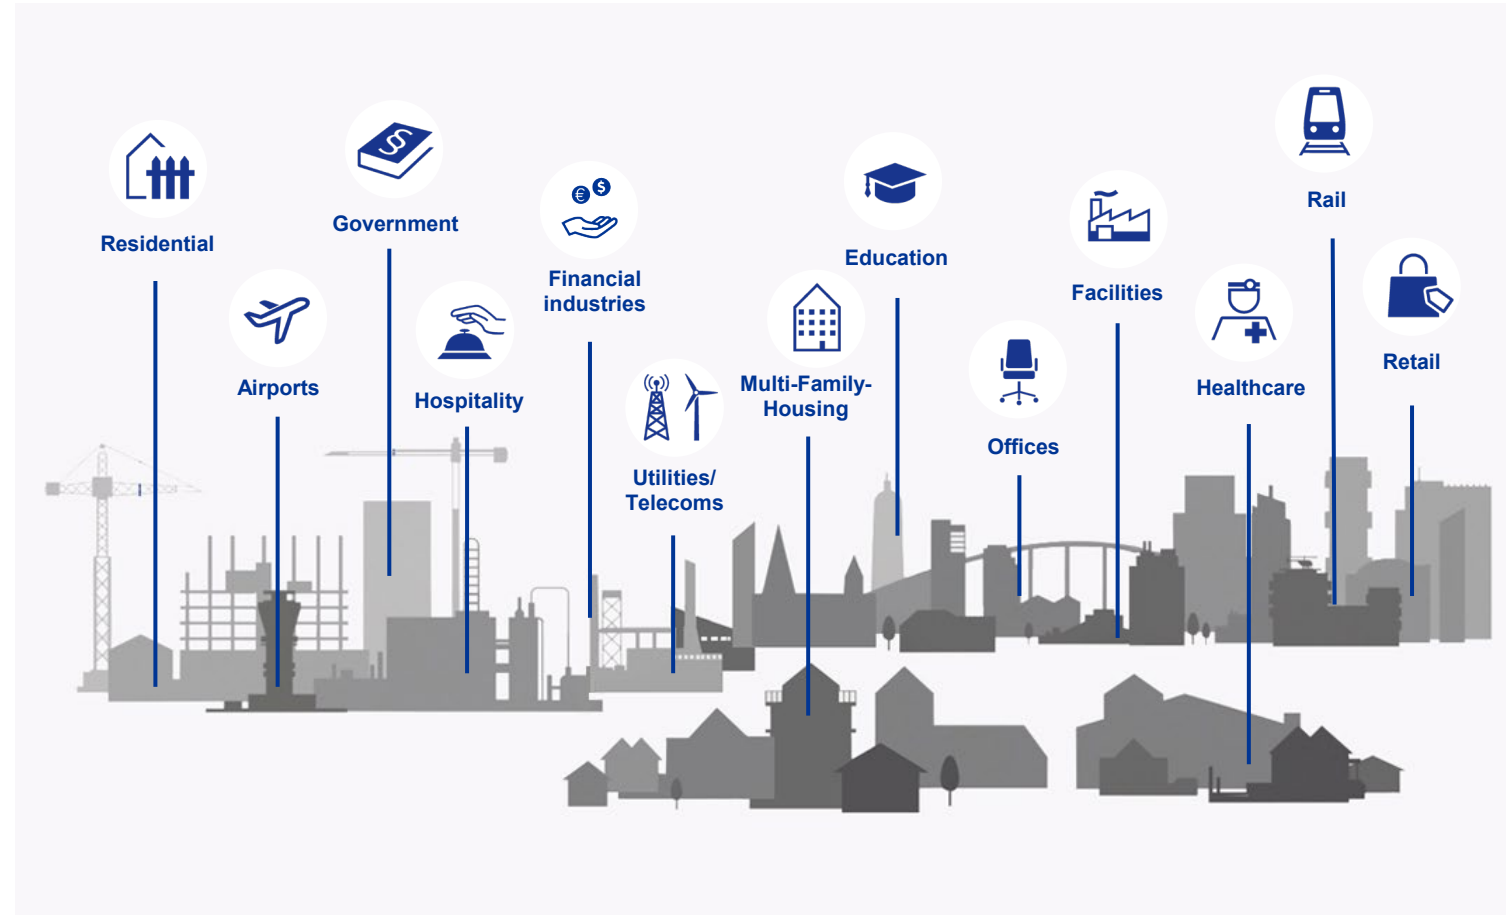 Residential
Government
Airports
Hospitality
Financial
industries
Utilities/
Telecoms
Multi-Family-
Housing
Education
Offices
Facilities
Healthcare
Rail
Retail
§
€
$